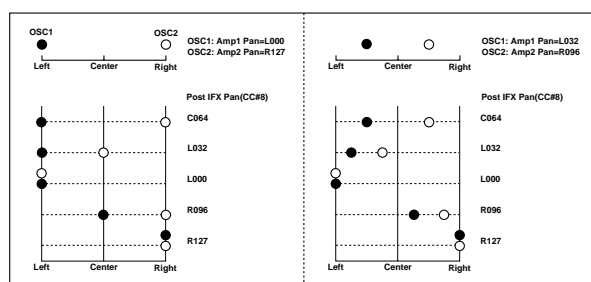 OSC1 OSC2
OSC1: Amp1 Pan=L000
OSC2: Amp2 Pan=R127
Left Center Right
Post IFX Pan(CC#8)
C064
L032
L000
R096
R127
Left Center Right
OSC1: Amp1 Pan=L032
OSC2: Amp2 Pan=R096
Left Center Right
Post IFX Pan(CC#8)
C064
L032
L000
R096
R127
Left Center Right